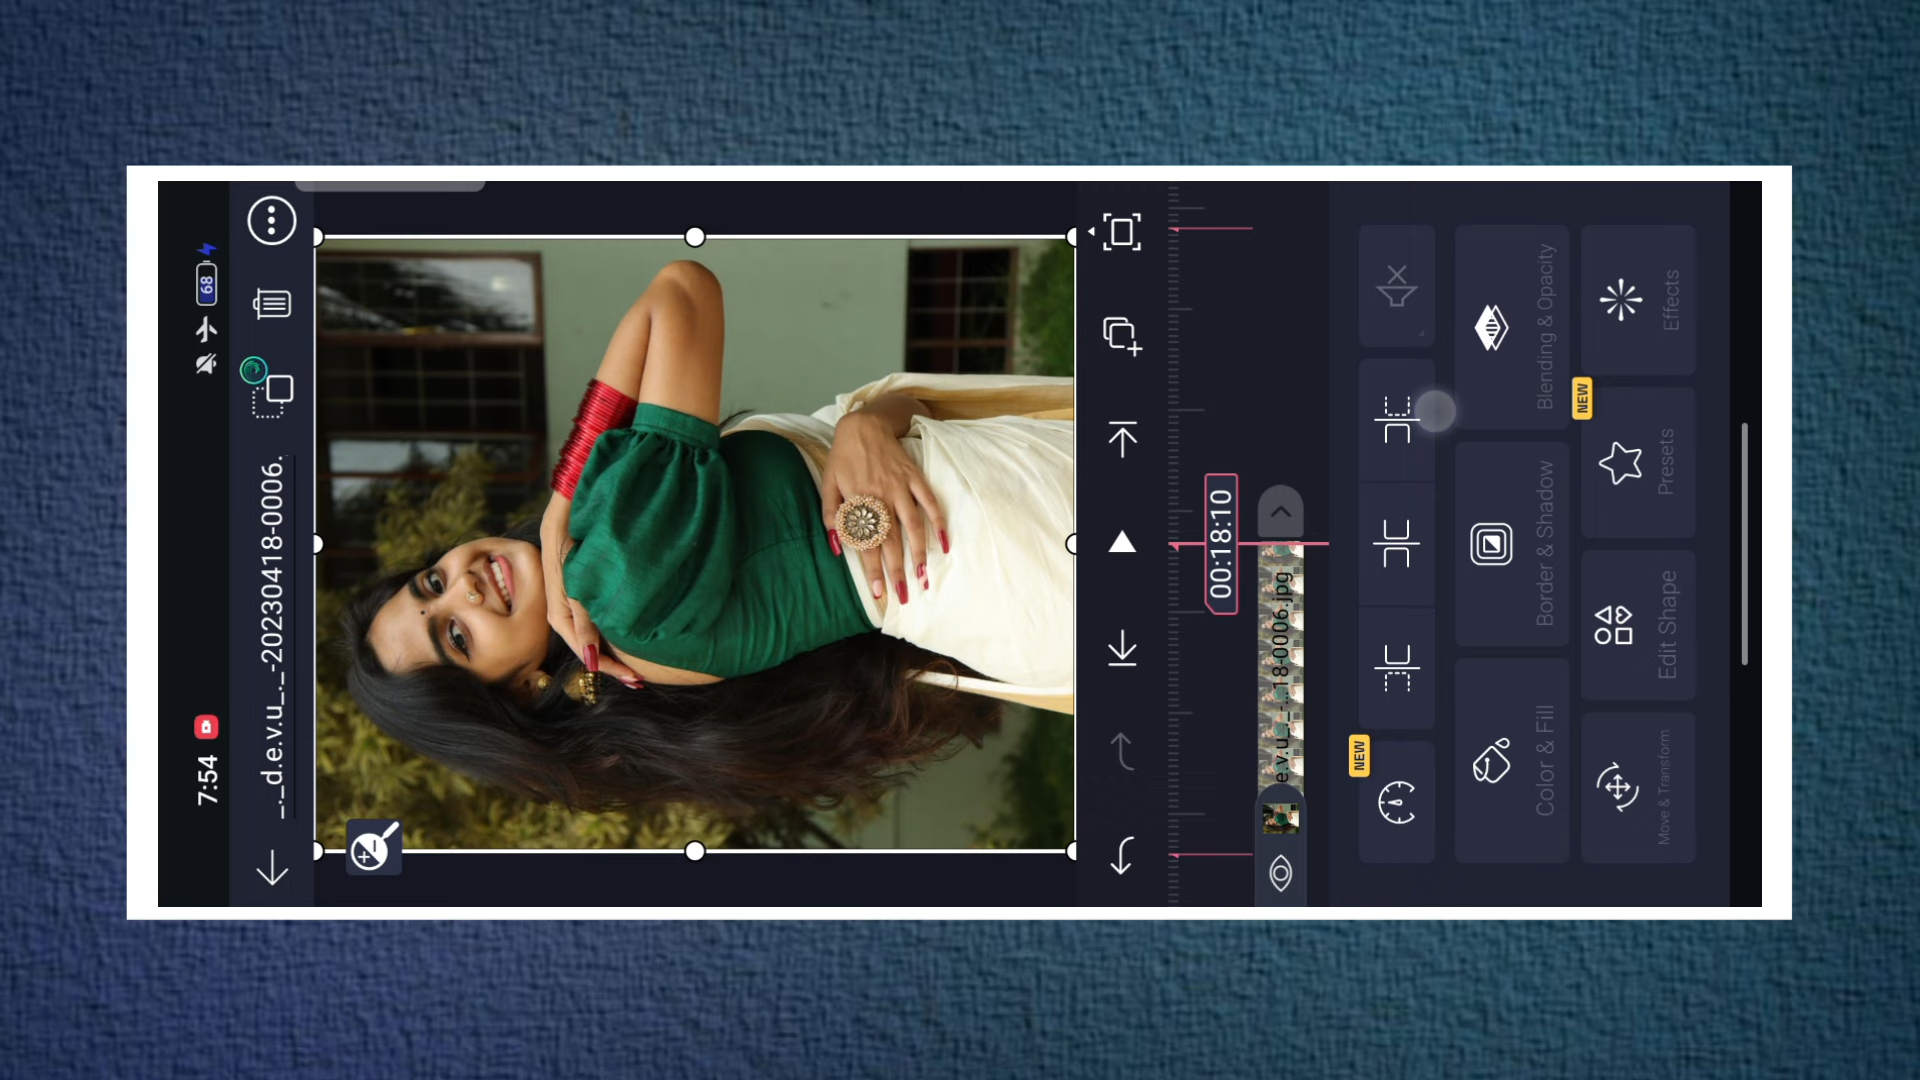 7:54
68
_._d.e.v.u_._-20230418-0006.
00:18:10
e.v.u_-...18-0006.jpg
NEW
Color & Fill
Border & Shadow
Blending & Opacity
Move & Transform
Edit Shape
Presets
NEW
Effects